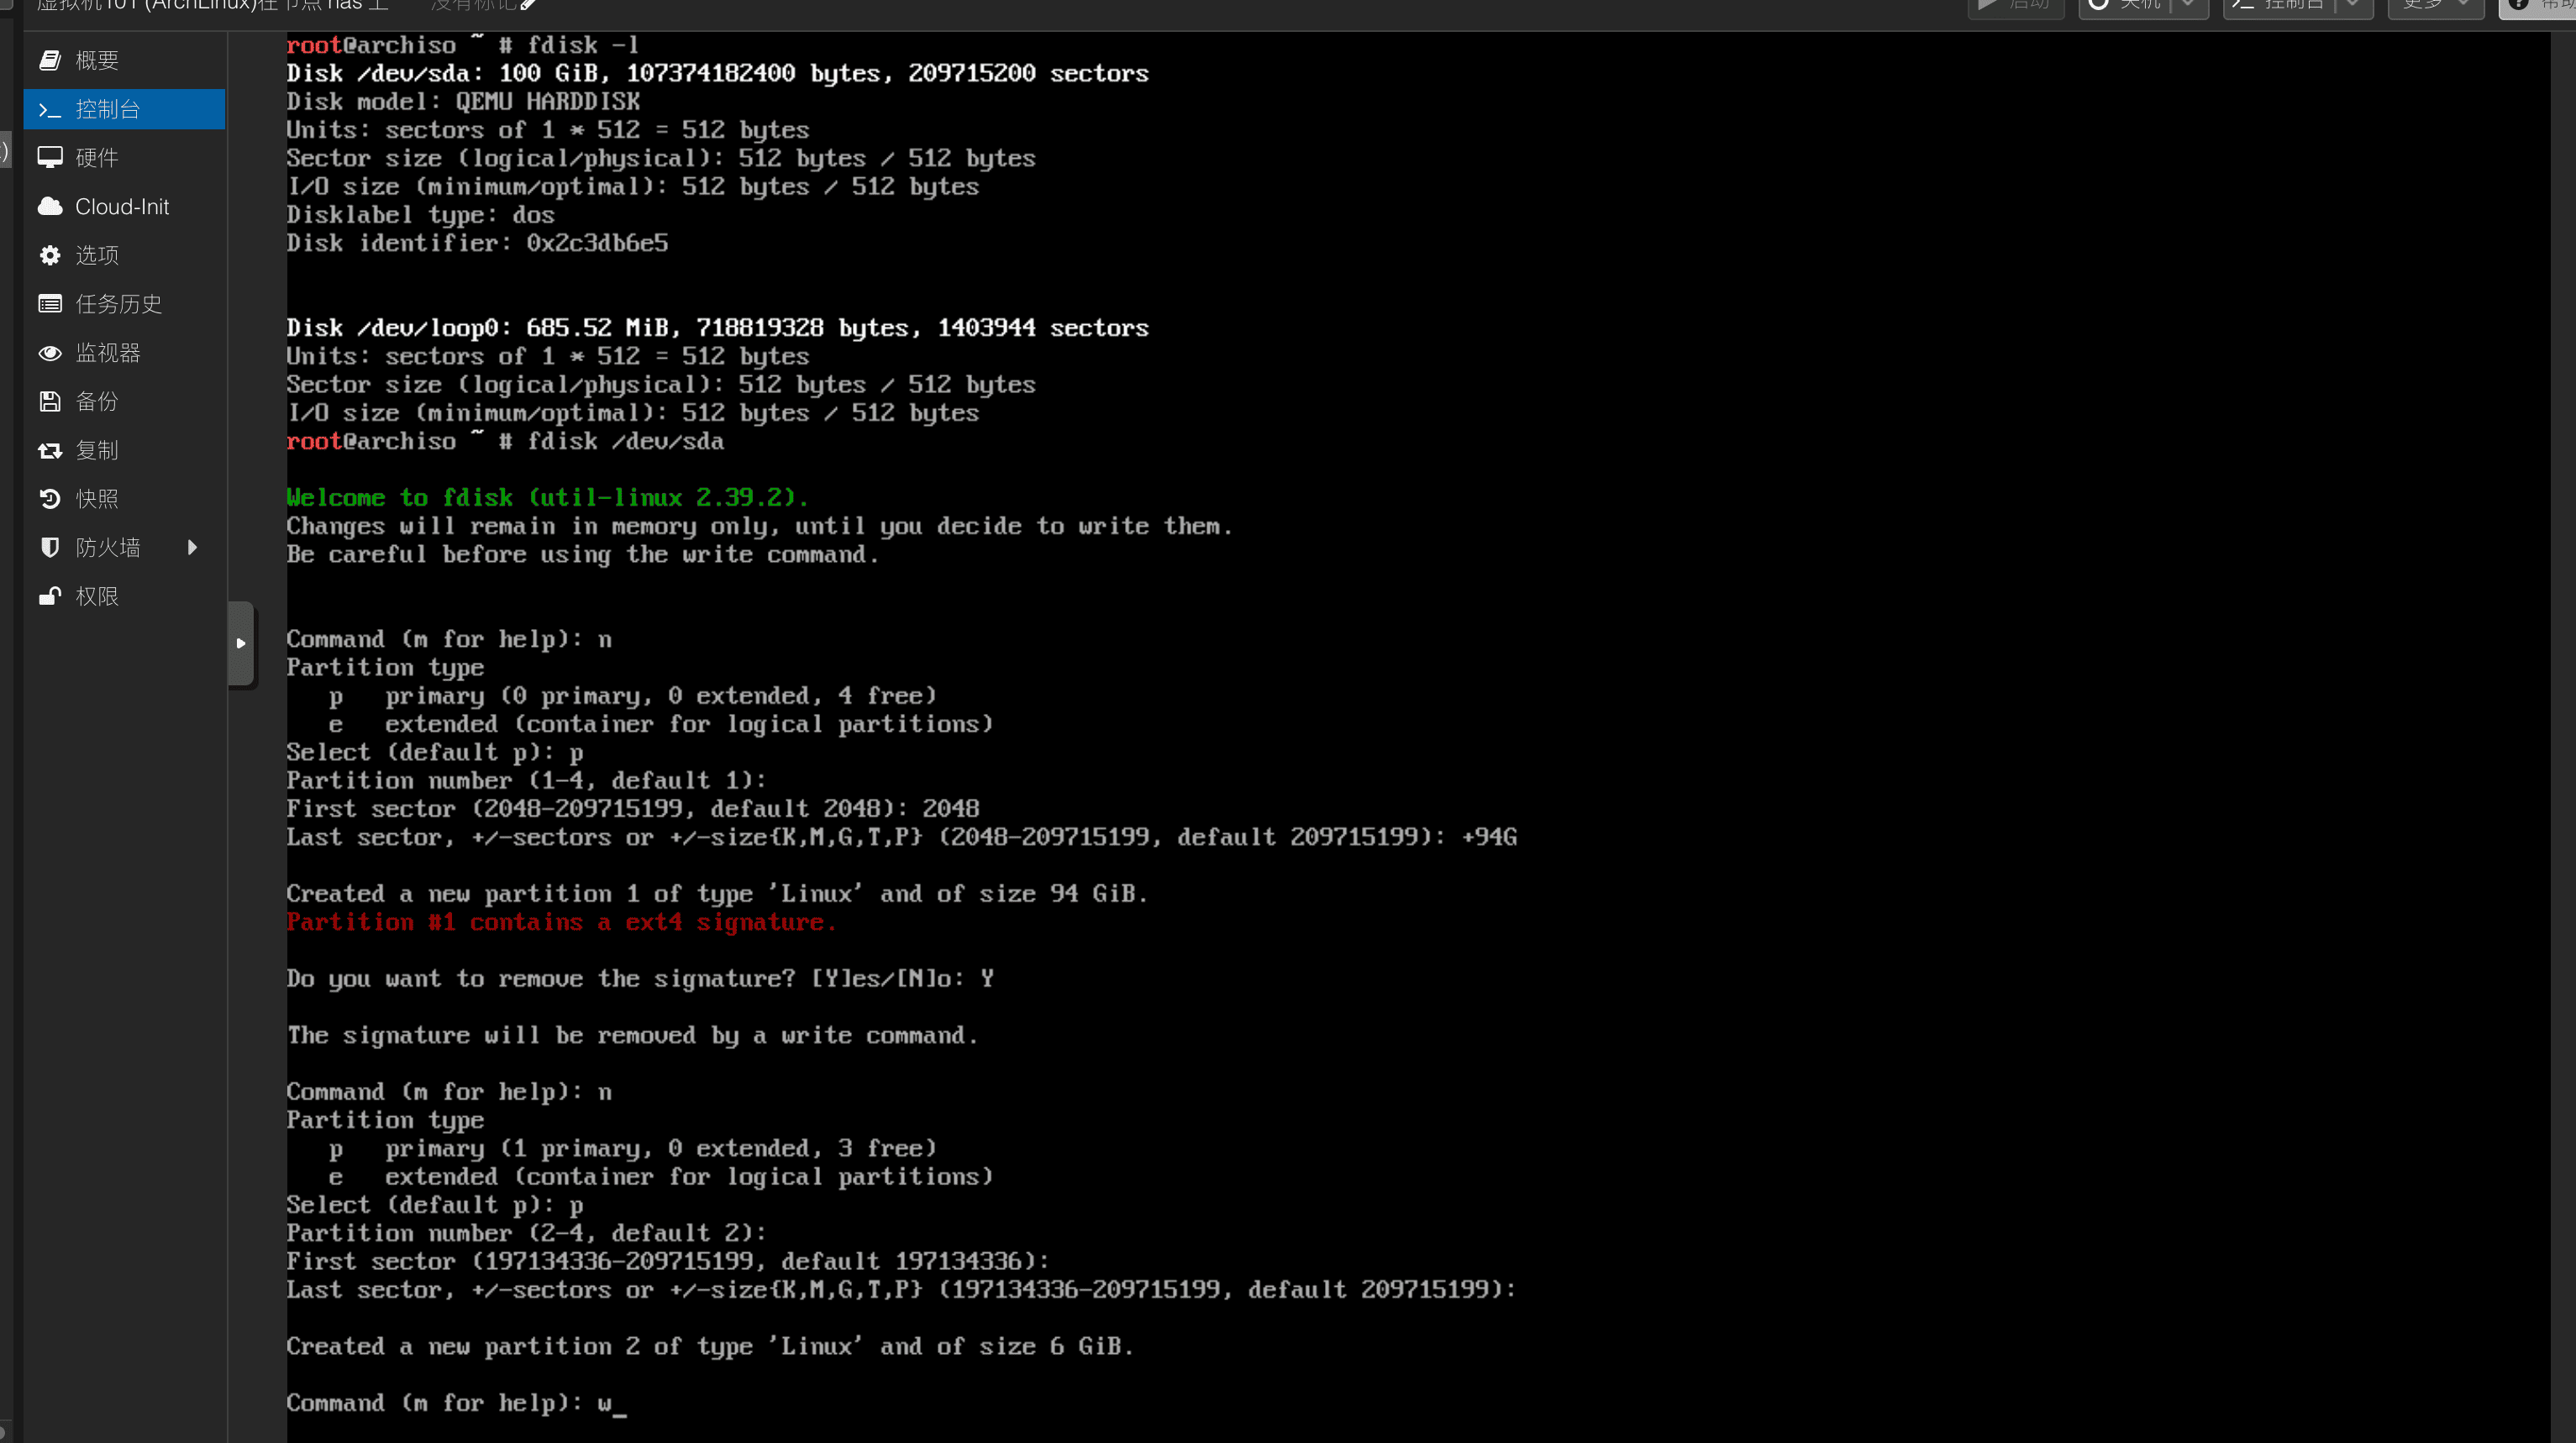 虚拟机101 (ArchLinux)在节点 nas 上
没有标记
启动
关机
控制台
更多
帮助
概要
控制台
硬件
Cloud-Init
选项
任务历史
监视器
备份
复制
快照
防火墙
权限
root@archiso ~ # fdisk -l
Disk /dev/sda: 100 GiB, 107374182400 bytes, 209715200 sectors
Disk model: QEMU HARDDISK
Units: sectors of 1 * 512 = 512 bytes
Sector size (logical/physical): 512 bytes / 512 bytes
I/O size (minimum/optimal): 512 bytes / 512 bytes
Disklabel type: dos
Disk identifier: 0x2c3db6e5
Disk /dev/loop0: 685.52 MiB, 718819328 bytes, 1403944 sectors
Units: sectors of 1 * 512 = 512 bytes
Sector size (logical/physical): 512 bytes / 512 bytes
I/O size (minimum/optimal): 512 bytes / 512 bytes
root@archiso ~ # fdisk /dev/sda
Welcome to fdisk (util-linux 2.39.2).
Changes will remain in memory only, until you decide to write them.
Be careful before using the write command.
Command (m for help): n
Partition type
p   primary (0 primary, 0 extended, 4 free)
e   extended (container for logical partitions)
Select (default p): p
Partition number (1-4, default 1):
First sector (2048-209715199, default 2048): 2048
Last sector, +/-sectors or +/-size{K,M,G,T,P} (2048-209715199, default 209715199): +94G
Created a new partition 1 of type 'Linux' and of size 94 GiB.
Partition #1 contains a ext4 signature.
Do you want to remove the signature? [Y]es/[N]o: Y
The signature will be removed by a write command.
Command (m for help): n
Partition type
p   primary (1 primary, 0 extended, 3 free)
e   extended (container for logical partitions)
Select (default p): p
Partition number (2-4, default 2):
First sector (197134336-209715199, default 197134336):
Last sector, +/-sectors or +/-size{K,M,G,T,P} (197134336-209715199, default 209715199):
Created a new partition 2 of type 'Linux' and of size 6 GiB.
Command (m for help): w_